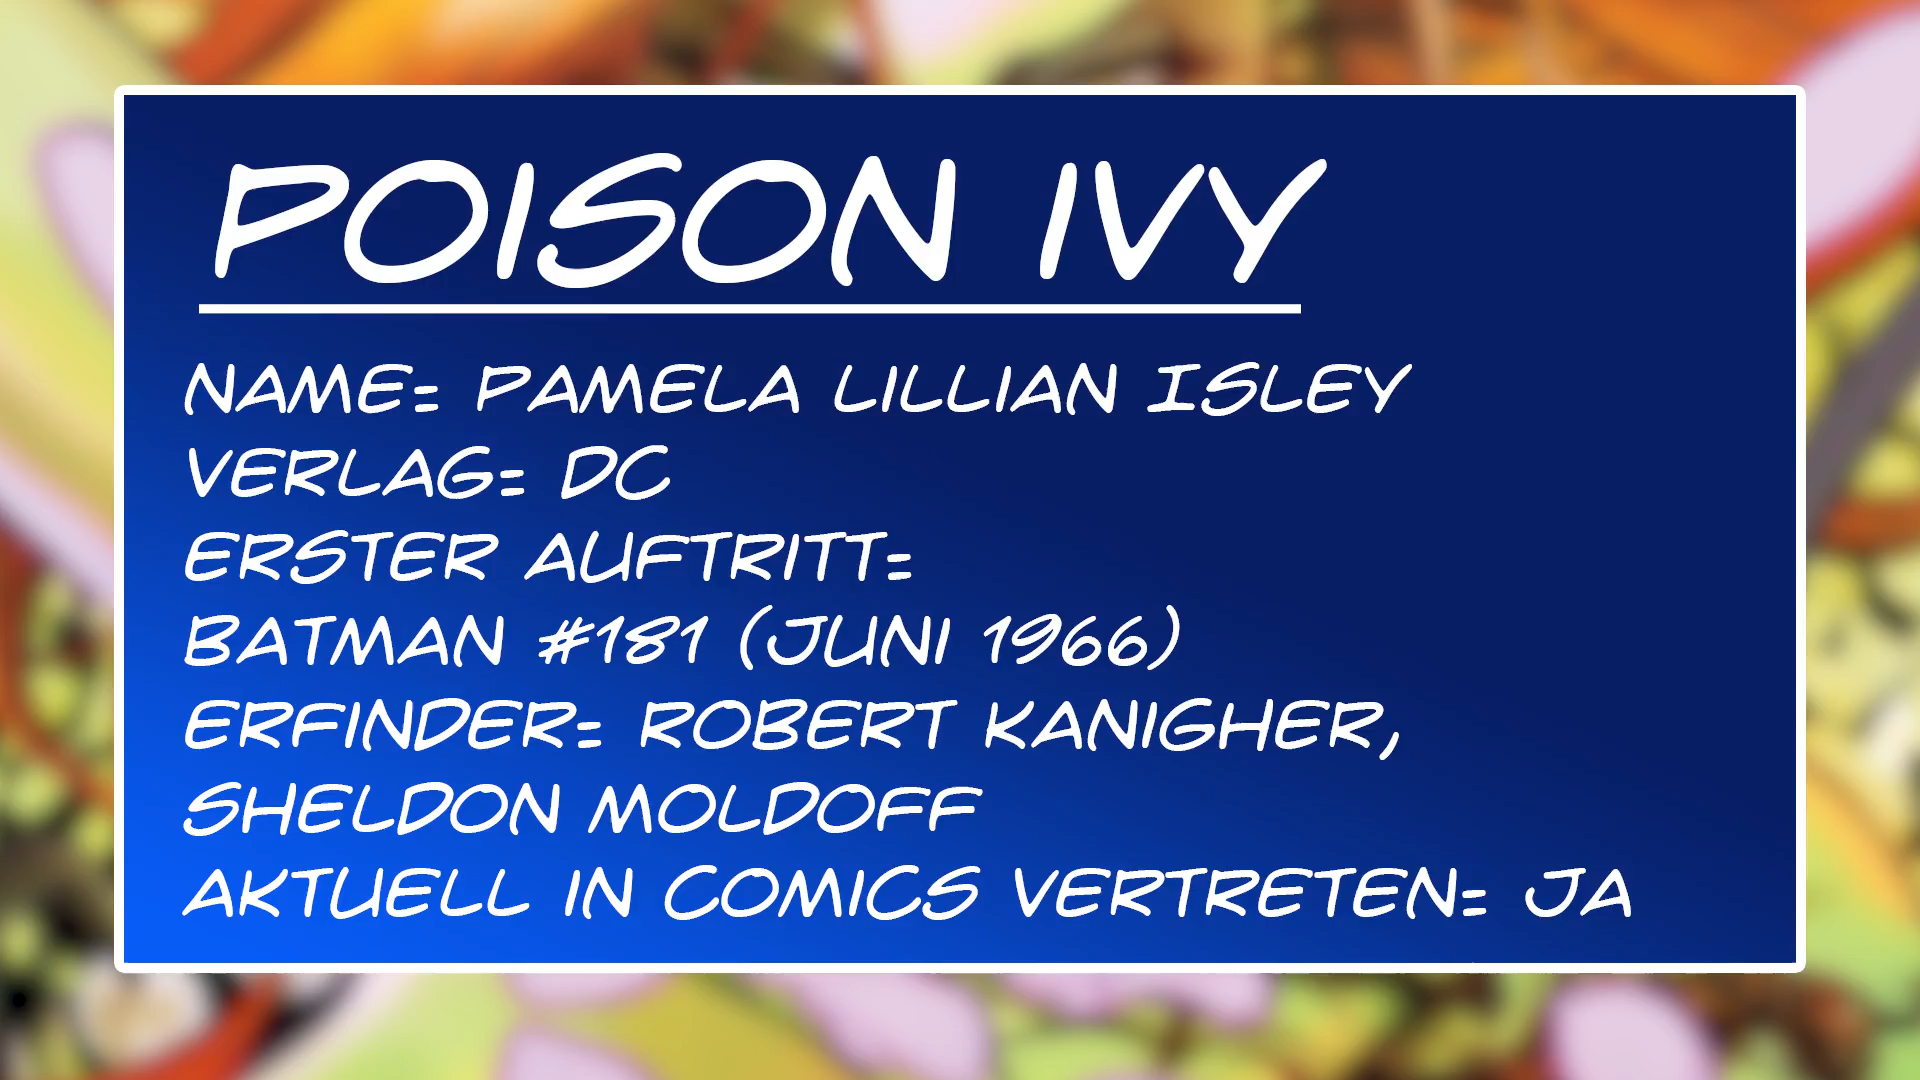 POISON IVY
NAME: PAMELA LILLIAN ISLEY
VERLAG: DC
ERSTER AUFTRITT:
BATMAN #181 (JUNI 1966)
ERFINDER: ROBERT KANIGHER,
SHELDON MOLDOFF
AKTUELL IN COMICS VERTRETEN: JA